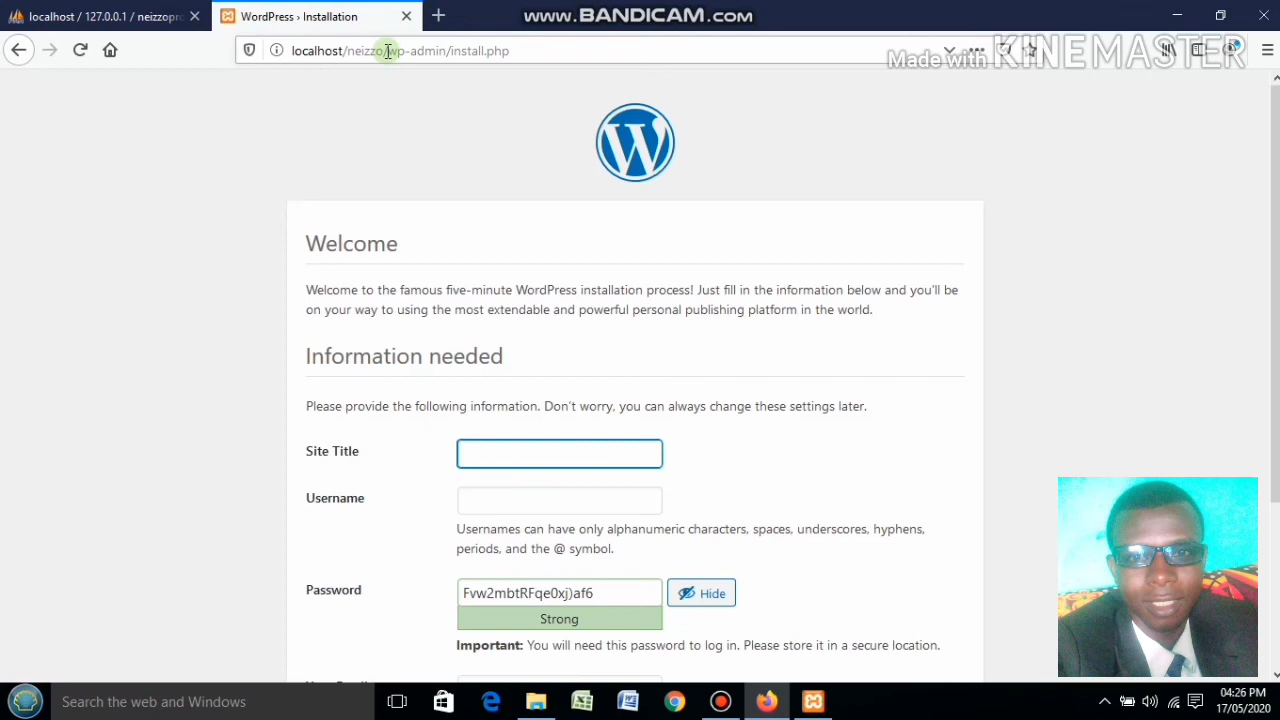 localhost / 127.0.0.1 / neizzopr
WordPress › Installation
www.BANDICAM.com
localhost/neizzo/wp-admin/install.php
Made with KINEMASTER
Welcome
Welcome to the famous five-minute WordPress installation process! Just fill in the information below and you'll be
on your way to using the most extendable and powerful personal publishing platform in the world.
Information needed
Please provide the following information. Don't worry, you can always change these settings later.
Site Title
Username
Usernames can have only alphanumeric characters, spaces, underscores, hyphens,
periods, and the @ symbol.
Password
Fvw2mbtRFqe0xj)af6
Hide
Strong
Important: You will need this password to log in. Please store it in a secure location.
Search the web and Windows
04:26 PM
17/05/2020